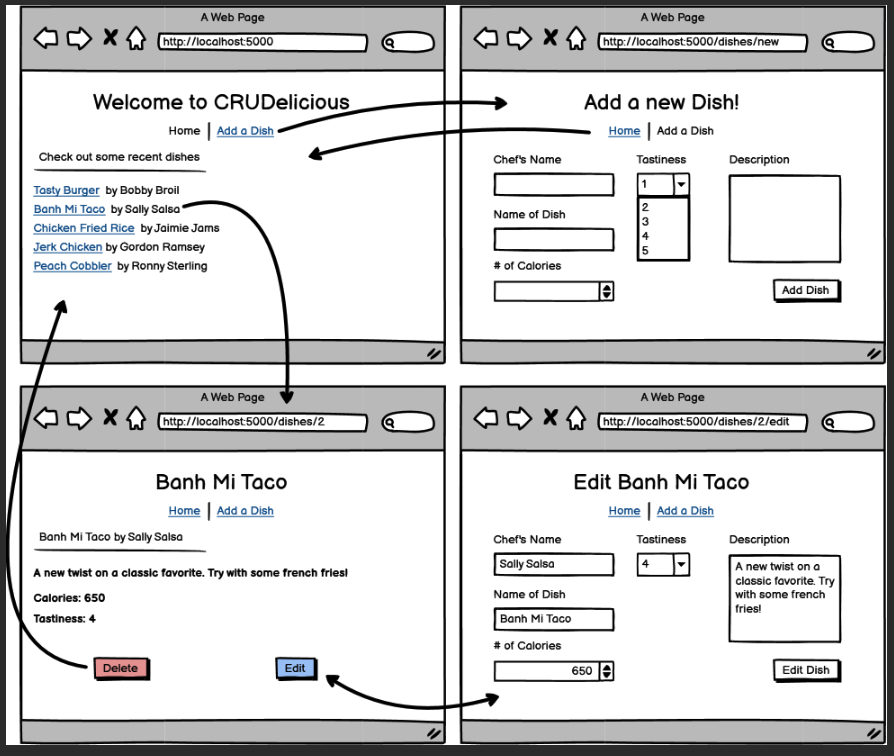 A Web Page
http://localhost:5000
Welcome to CRUDelicious
Home | Add a Dish
Check out some recent dishes
Tasty Burger by Bobby Broil
Banh Mi Taco by Sally Salsa
Chicken Fried Rice by Jaimie Jams
Jerk Chicken by Gordon Ramsey
Peach Cobbler by Ronny Sterling
A Web Page
http://localhost:5000/dishes/new
Add a new Dish!
Home | Add a Dish
Chef's Name
Tastiness
Description
1
2
3
4
5
Name of Dish
# of Calories
Add Dish
A Web Page
http://localhost:5000/dishes/2
Banh Mi Taco
Home | Add a Dish
Banh Mi Taco by Sally Salsa
A new twist on a classic favorite. Try with some french fries!
Calories: 650
Tastiness: 4
Delete
Edit
A Web Page
http://localhost:5000/dishes/2/edit
Edit Banh Mi Taco
Home | Add a Dish
Chef's Name
Tastiness
Description
Sally Salsa
4
A new twist on a
classic favorite. Try
with some french
fries!
Name of Dish
Banh Mi Taco
# of Calories
650
Edit Dish